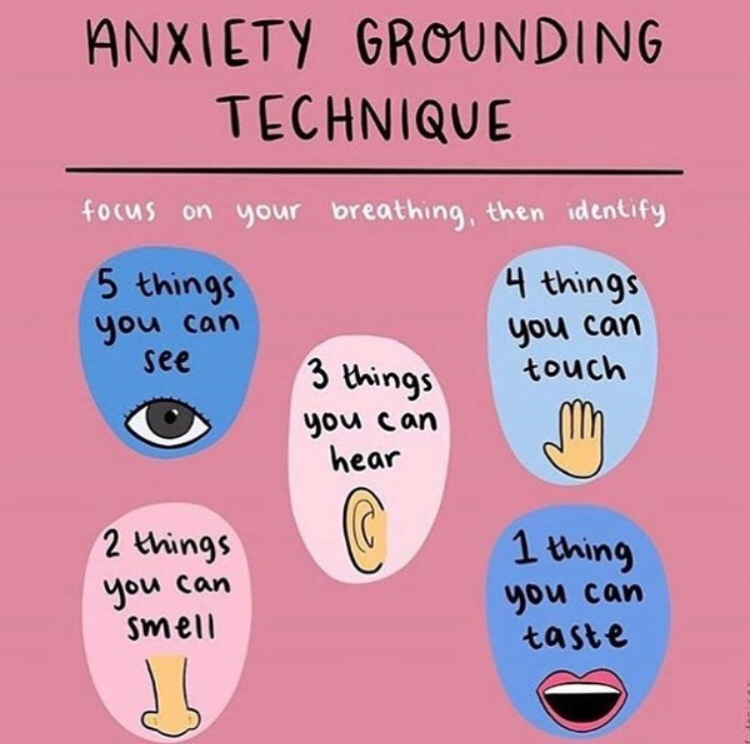 ANXIETY GROUNDING
TECHNIQUE
focus on your breathing, then identify
5 things
you can
see
4 things
you can
touch
3 things
you can
hear
2 things
you can
smell
1 thing
you can
taste